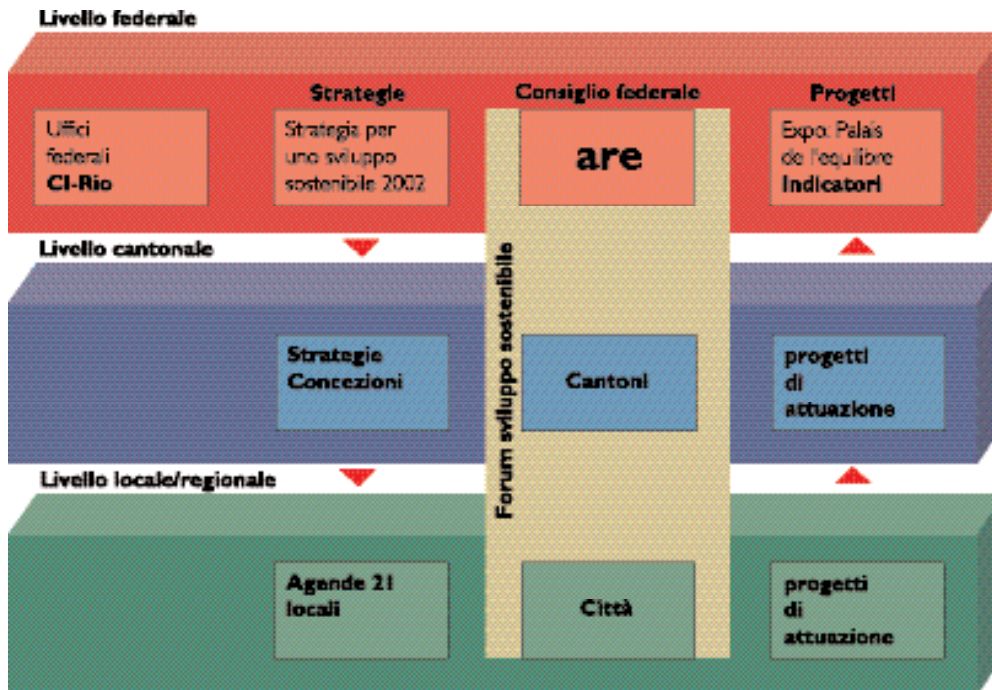 Livello federale
Strategie
Consiglio federale
Progetti
Uffici
federali
CI-Rio
Strategia per
uno sviluppo
sostenibile 2002
are
Expo: Palais
de l'equilibre
Indicatori
Livello cantonale
Forum sviluppo sostenibile
Strategie
Concezioni
Cantoni
progetti
di
attuazione
Livello locale/regionale
Agende 21
locali
Città
progetti
di
attuazione